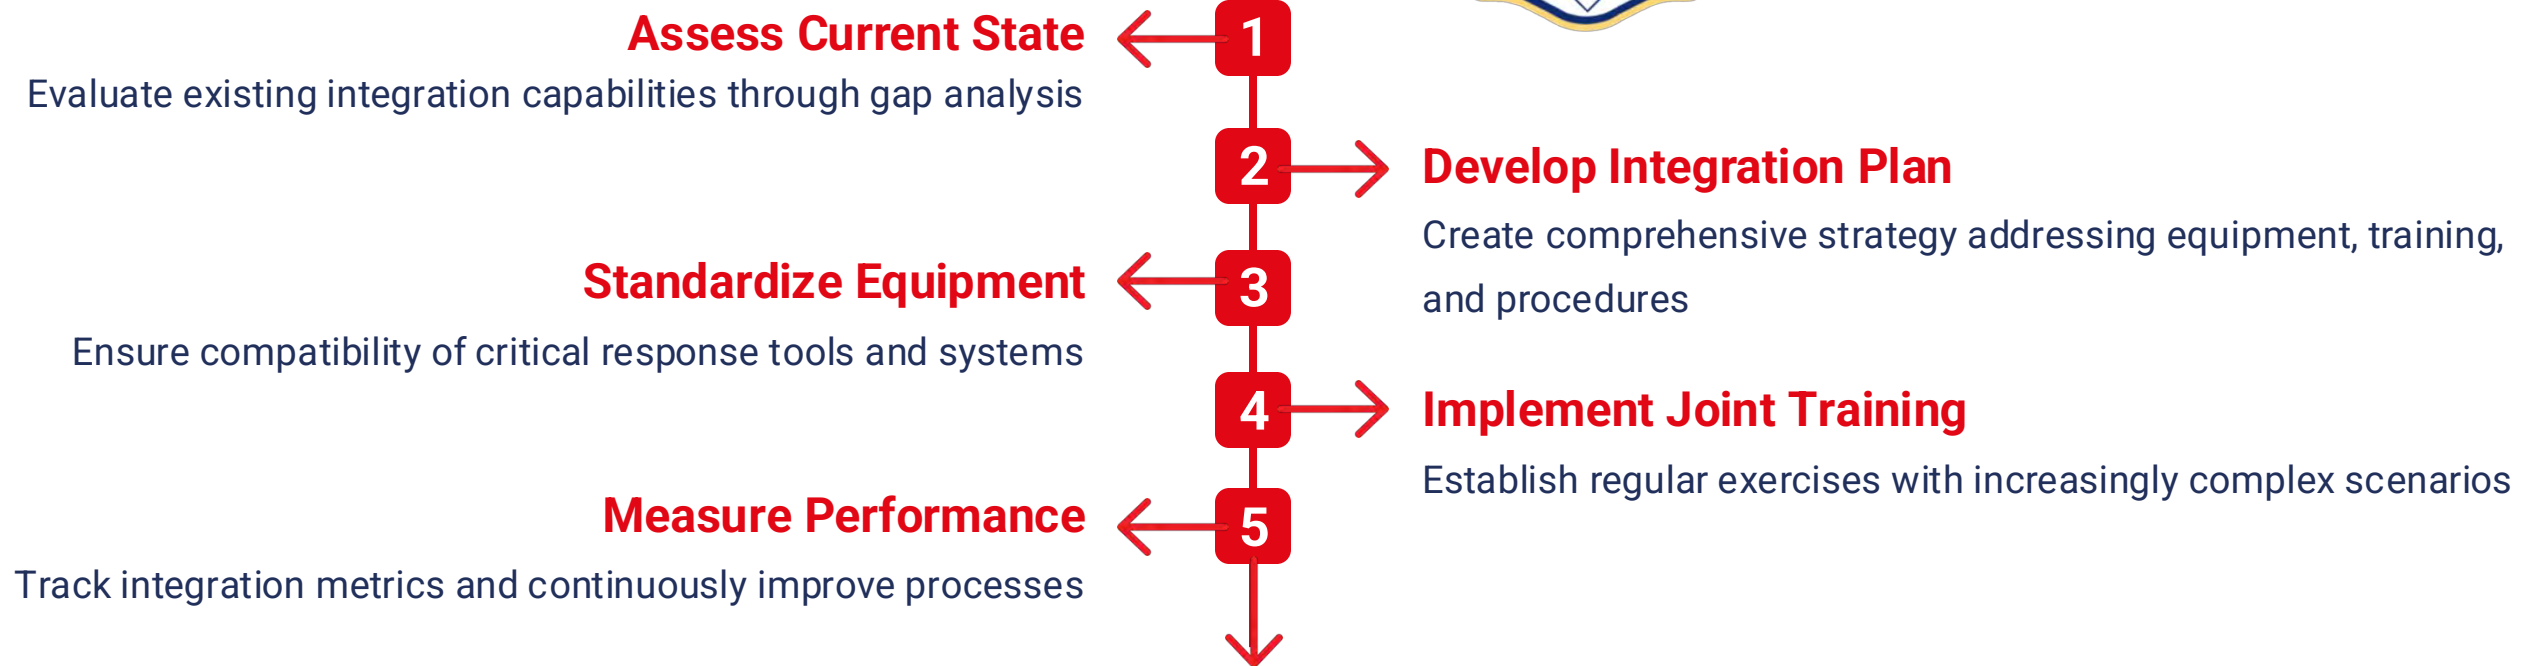 1
Assess Current State
Evaluate existing integration capabilities through gap analysis
2
Develop Integration Plan
Create comprehensive strategy addressing equipment, training,
and procedures
3
Standardize Equipment
Ensure compatibility of critical response tools and systems
4
Implement Joint Training
Establish regular exercises with increasingly complex scenarios
5
Measure Performance
Track integration metrics and continuously improve processes